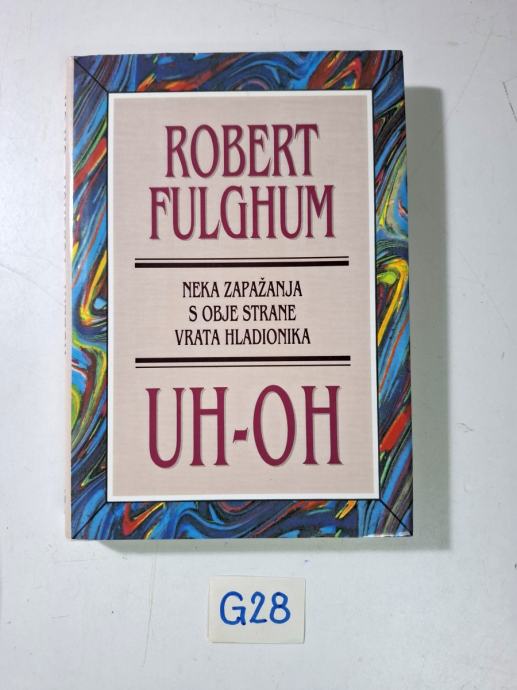 ROBERT
FULGHUM
NEKA ZAPAŽANJA
S OBJE STRANE
VRATA HLADIONIKA
UH-OH
G28